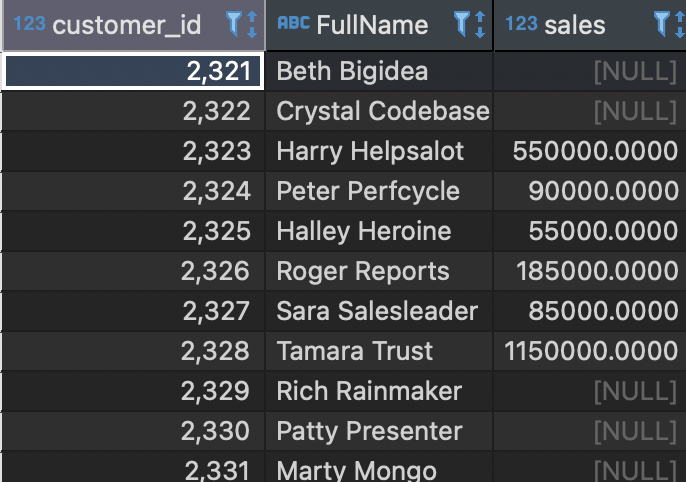 123 customer_id ABC FullName 123 sales
2,321 Beth Bigidea [NULL]
2,322 Crystal Codebase [NULL]
2,323 Harry Helpsalot 550000.0000
2,324 Peter Perfcycle 90000.0000
2,325 Halley Heroine 55000.0000
2,326 Roger Reports 185000.0000
2,327 Sara Salesleader 85000.0000
2,328 Tamara Trust 1150000.0000
2,329 Rich Rainmaker [NULL]
2,330 Patty Presenter [NULL]
2,331 Marty Mongo [NULL]